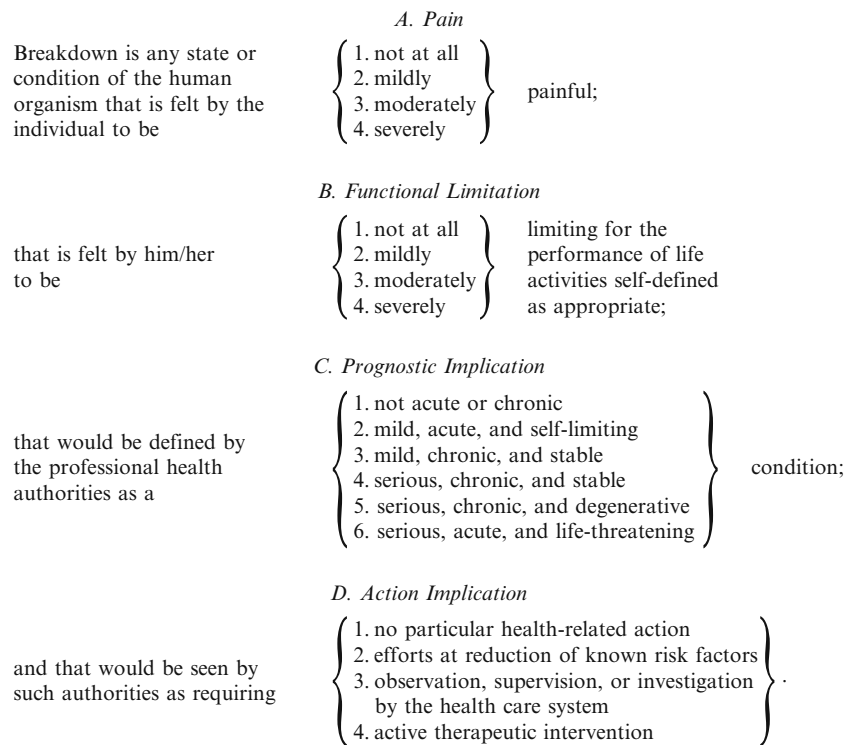 A. Pain
Breakdown is any state or
condition of the human
organism that is felt by the
individual to be
1. not at all
2. mildly
3. moderately
4. severely
painful;
B. Functional Limitation
that is felt by him/her
to be
1. not at all
2. mildly
3. moderately
4. severely
limiting for the
performance of life
activities self-defined
as appropriate;
C. Prognostic Implication
that would be defined by
the professional health
authorities as a
1. not acute or chronic
2. mild, acute, and self-limiting
3. mild, chronic, and stable
4. serious, chronic, and stable
5. serious, chronic, and degenerative
6. serious, acute, and life-threatening
condition;
D. Action Implication
and that would be seen by
such authorities as requiring
1. no particular health-related action
2. efforts at reduction of known risk factors
3. observation, supervision, or investigation
by the health care system
4. active therapeutic intervention
.